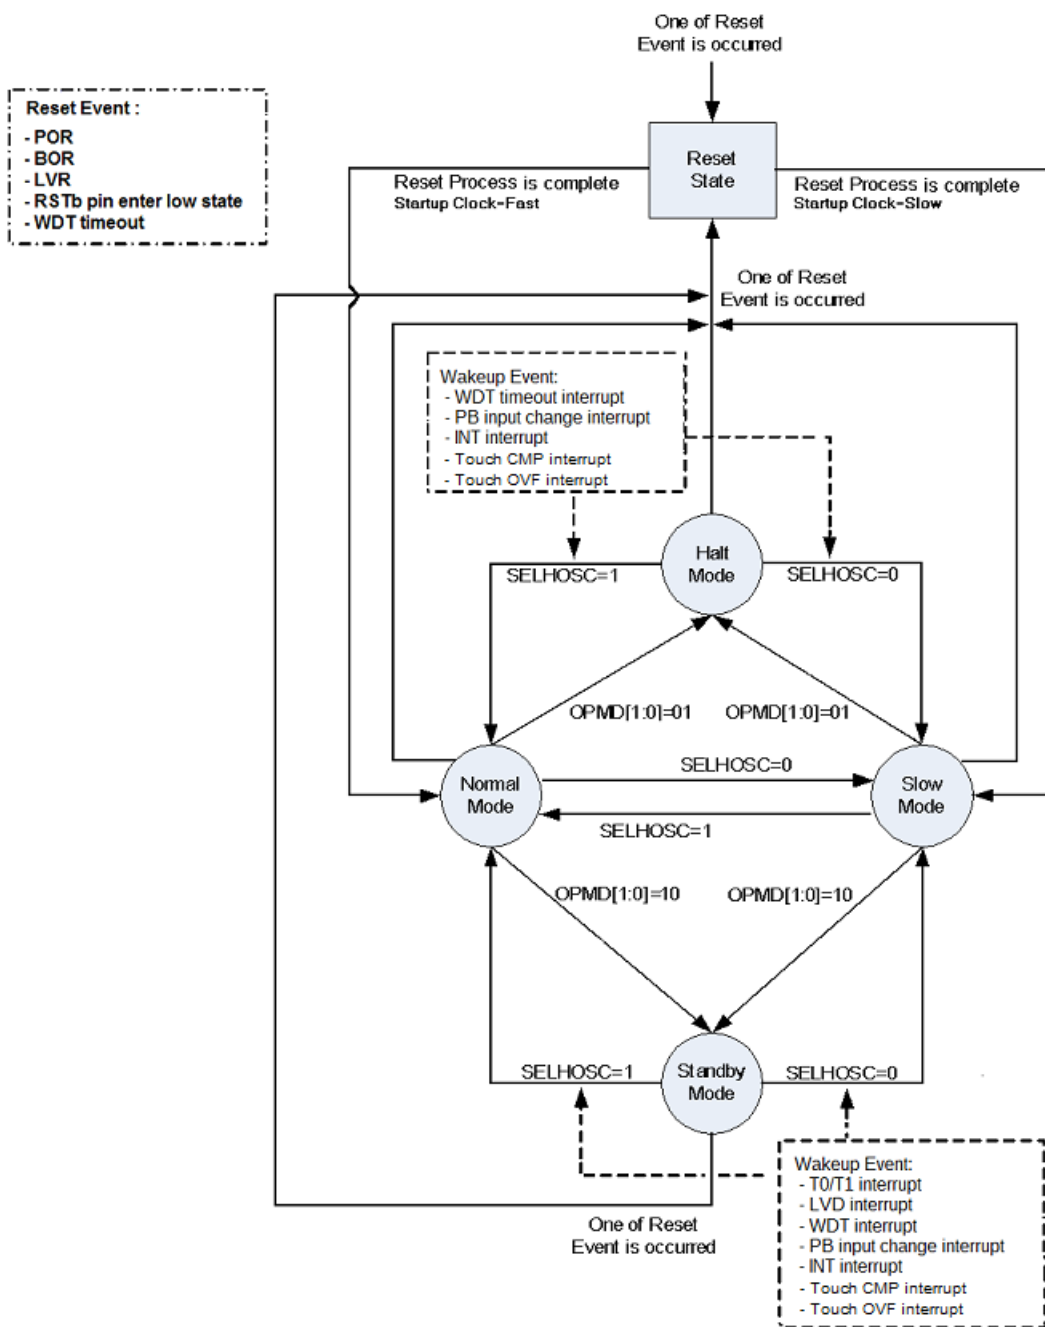 One of Reset
Event is occurred
Reset Event :
- POR
- BOR
- LVR
- RSTb pin enter low state
- WDT timeout
Reset
State
Reset Process is complete
Startup Clock-Fast
Reset Process is complete
Startup Clock-Slow
One of Reset
Event is occurred
Wakeup Event:
- WDT timeout interrupt
- PB input change interrupt
- INT interrupt
- Touch CMP interrupt
- Touch OVF interrupt
Halt
Mode
SELHOSC=1
SELHOSC=0
OPMD[1:0]=01
OPMD[1:0]=01
Normal
Mode
SELHOSC=0
SELHOSC=1
Slow
Mode
OPMD[1:0]=10
OPMD[1:0]=10
SELHOSC=1
Standby
Mode
SELHOSC=0
One of Reset
Event is occurred
Wakeup Event:
- T0/T1 interrupt
- LVD interrupt
- WDT interrupt
- PB input change interrupt
- INT interrupt
- Touch CMP interrupt
- Touch OVF interrupt